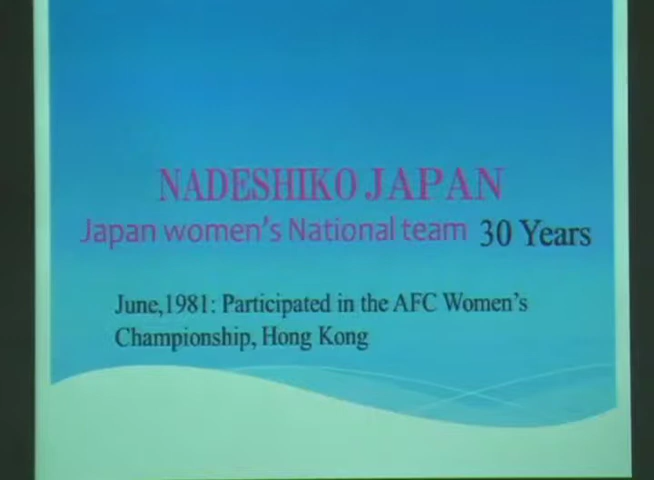 NADESHIKO JAPAN
Japan women's National team 30 Years
June,1981: Participated in the AFC Women's
Championship, Hong Kong